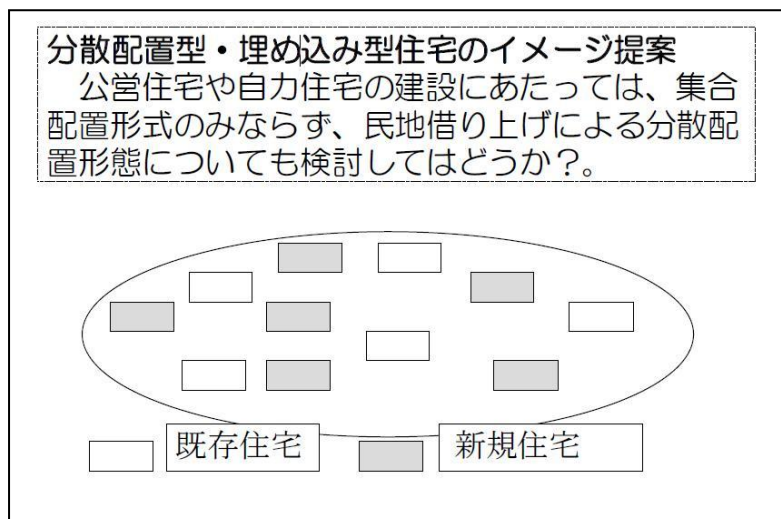 分散配置型・埋め込み型住宅のイメージ提案
　公営住宅や自力住宅の建設にあたっては、集合
配置形式のみならず、民地借り上げによる分散配
置形態についても検討してはどうか？。
既存住宅
新規住宅